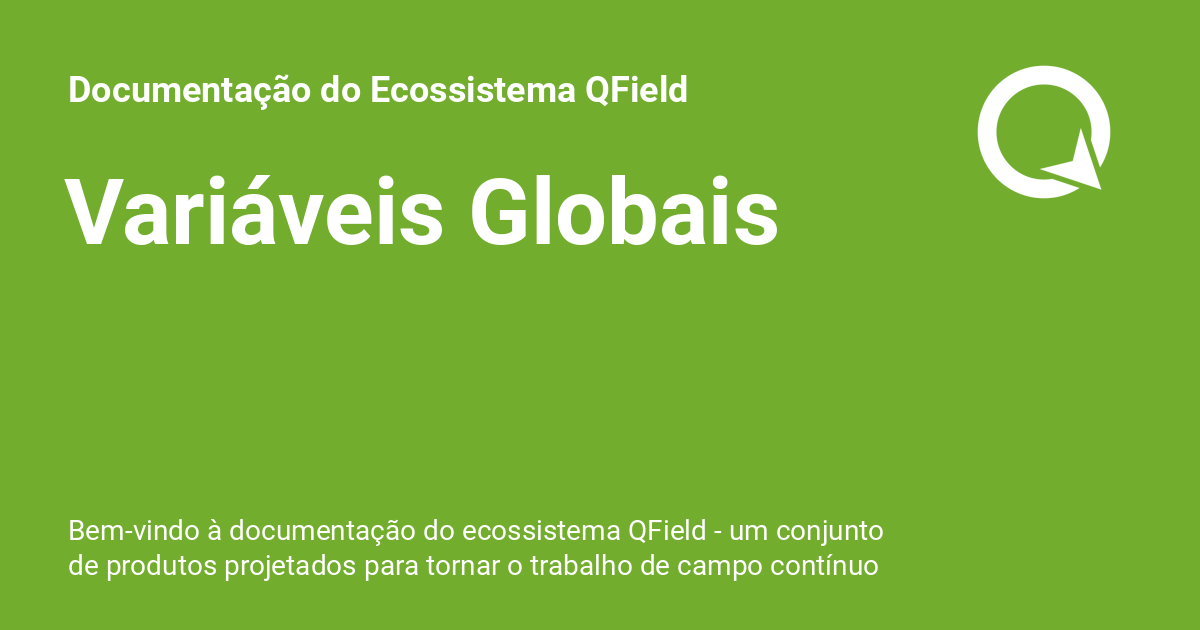 Documentação do Ecossistema QField
Variáveis Globais
Bem-vindo à documentação do ecossistema QField - um conjunto
de produtos projetados para tornar o trabalho de campo contínuo